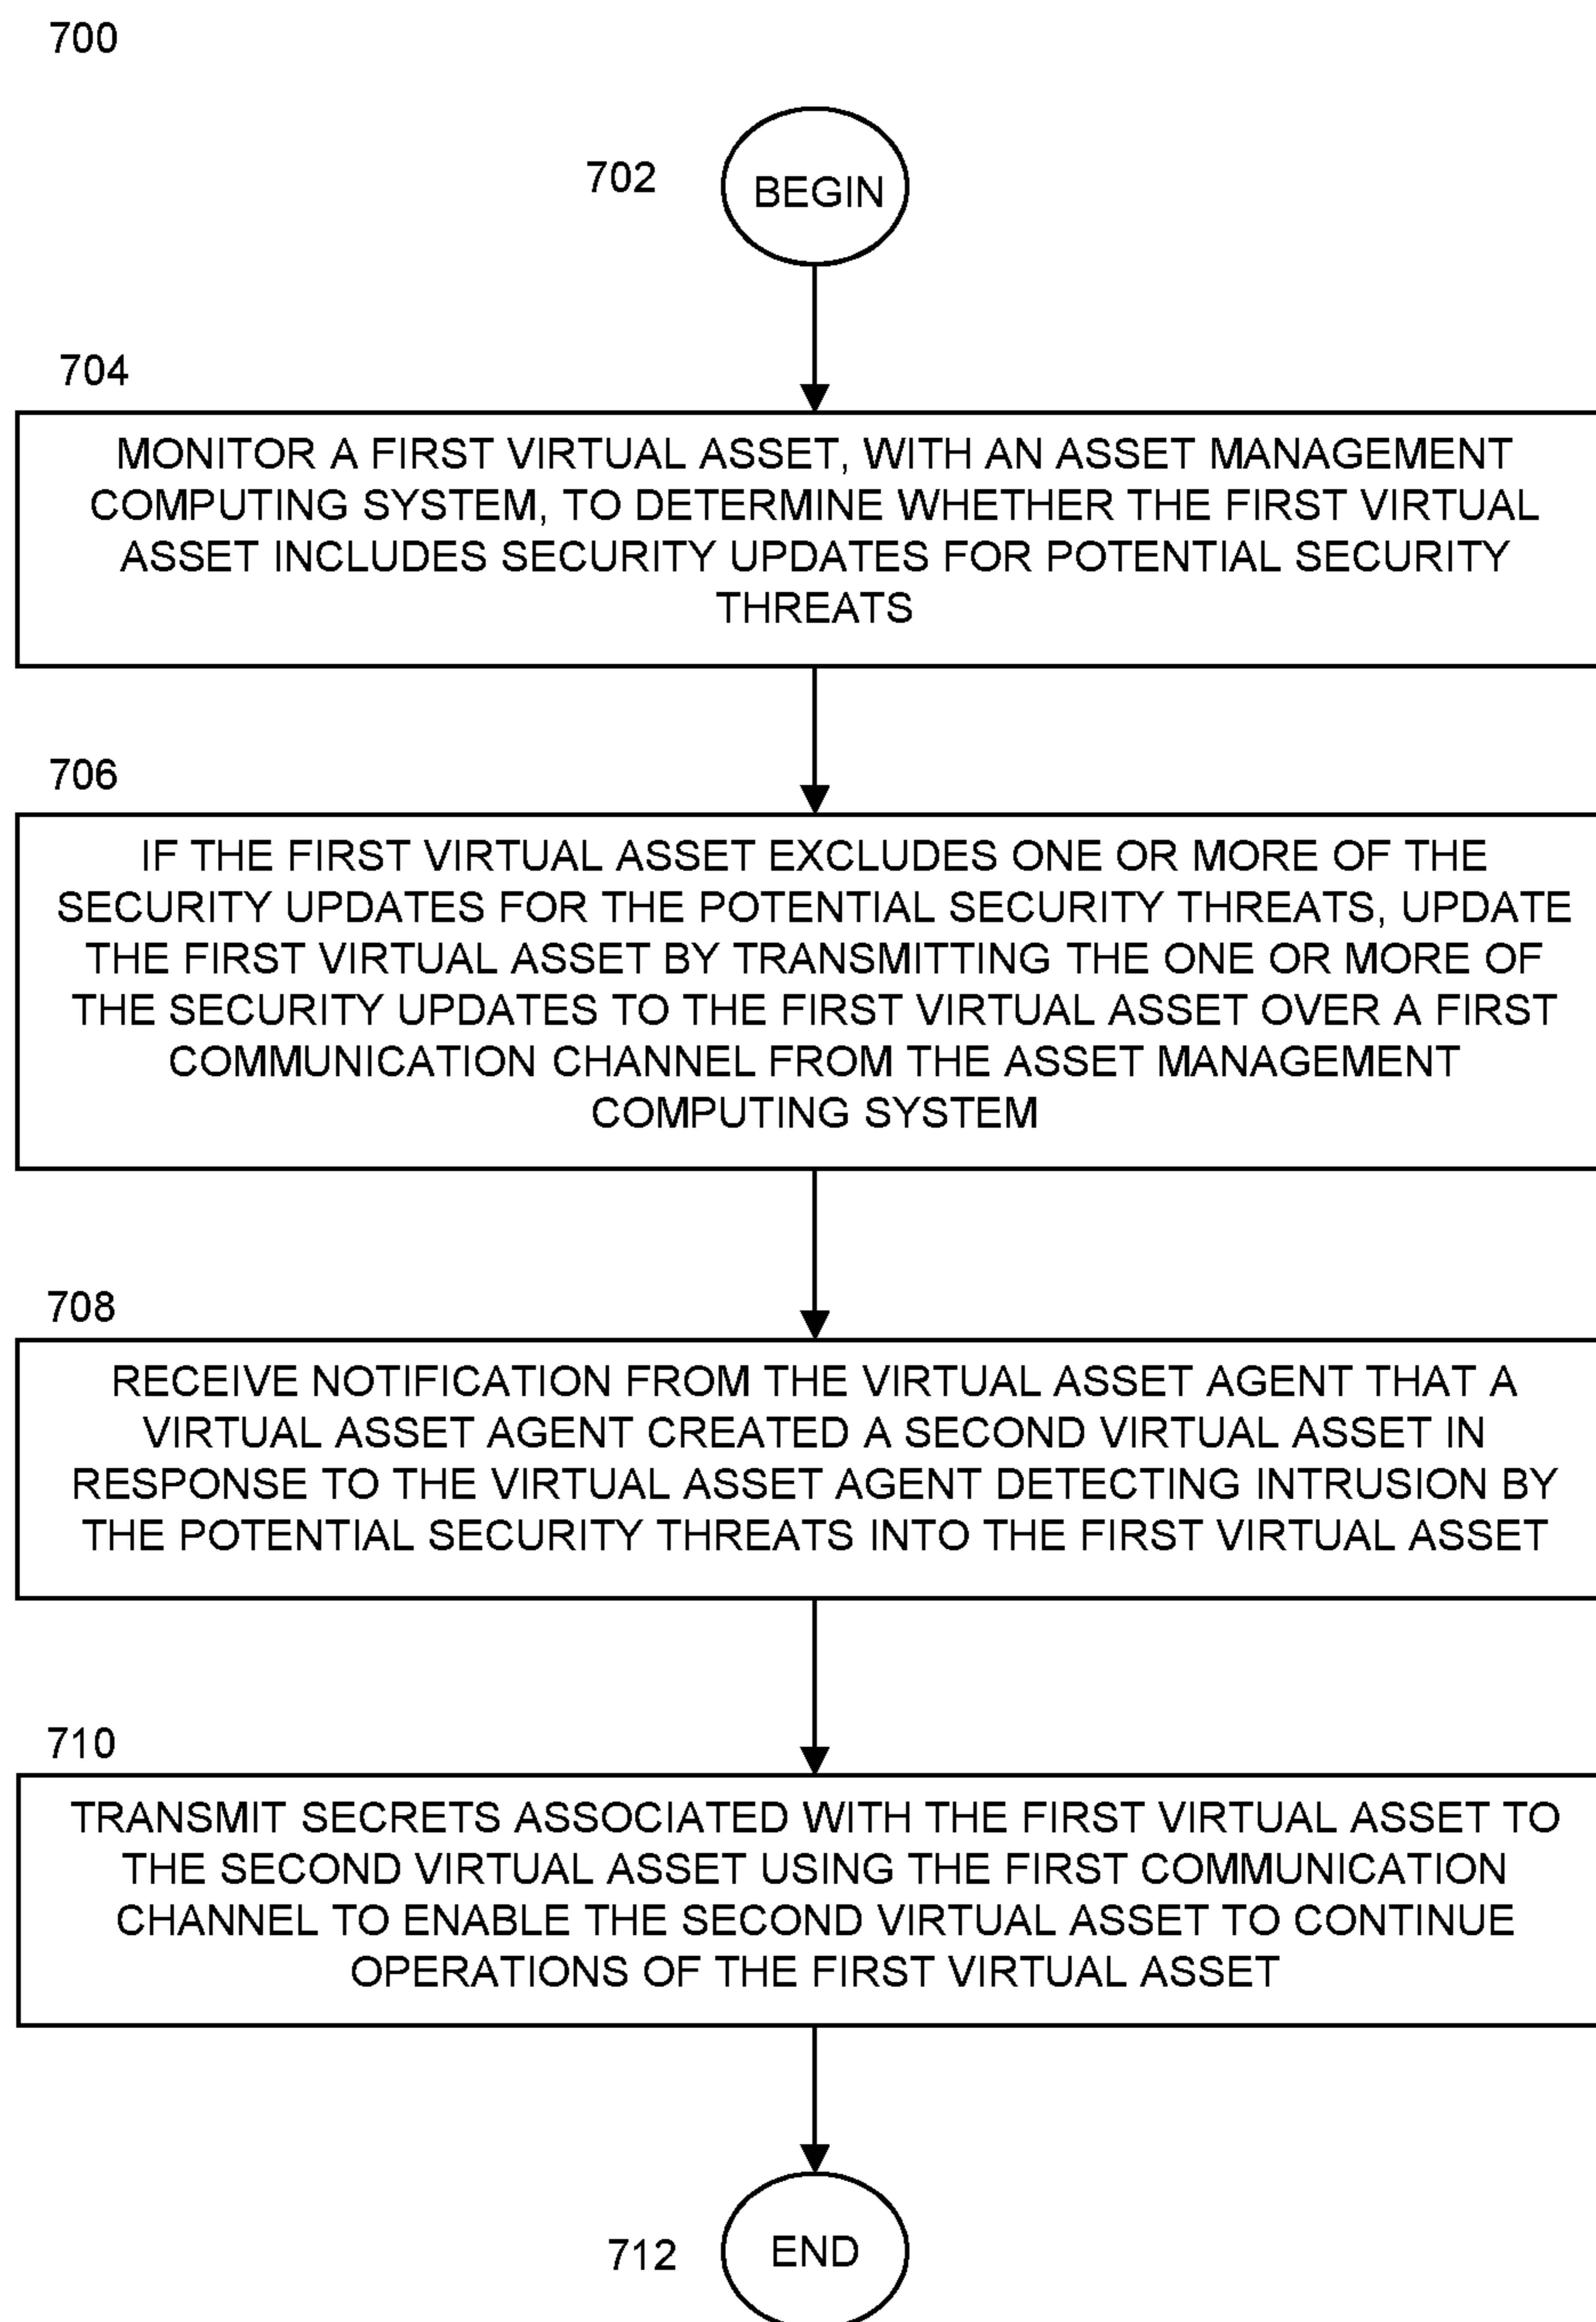 700
702
BEGIN
704
MONITOR A FIRST VIRTUAL ASSET, WITH AN ASSET MANAGEMENT
COMPUTING SYSTEM, TO DETERMINE WHETHER THE FIRST VIRTUAL
ASSET INCLUDES SECURITY UPDATES FOR POTENTIAL SECURITY
THREATS
706
IF THE FIRST VIRTUAL ASSET EXCLUDES ONE OR MORE OF THE
SECURITY UPDATES FOR THE POTENTIAL SECURITY THREATS, UPDATE
THE FIRST VIRTUAL ASSET BY TRANSMITTING THE ONE OR MORE OF
THE SECURITY UPDATES TO THE FIRST VIRTUAL ASSET OVER A FIRST
COMMUNICATION CHANNEL FROM THE ASSET MANAGEMENT
COMPUTING SYSTEM
708
RECEIVE NOTIFICATION FROM THE VIRTUAL ASSET AGENT THAT A
VIRTUAL ASSET AGENT CREATED A SECOND VIRTUAL ASSET IN
RESPONSE TO THE VIRTUAL ASSET AGENT DETECTING INTRUSION BY
THE POTENTIAL SECURITY THREATS INTO THE FIRST VIRTUAL ASSET
710
TRANSMIT SECRETS ASSOCIATED WITH THE FIRST VIRTUAL ASSET TO
THE SECOND VIRTUAL ASSET USING THE FIRST COMMUNICATION
CHANNEL TO ENABLE THE SECOND VIRTUAL ASSET TO CONTINUE
OPERATIONS OF THE FIRST VIRTUAL ASSET
712
END